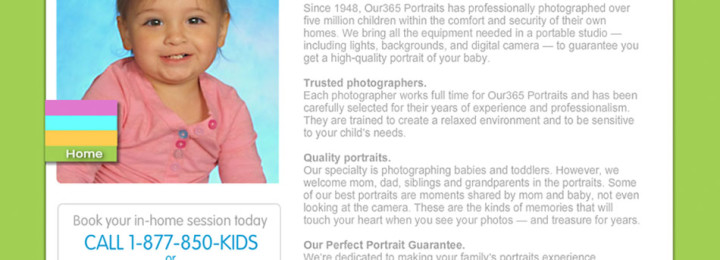 Since 1948, Our365 Portraits has professionally photographed over
five million children within the comfort and security of their own
homes. We bring all the equipment needed in a portable studio —
including lights, backgrounds, and digital camera — to guarantee you
get a high-quality portrait of your baby.
Trusted photographers.
Each photographer works full time for Our365 Portraits and has been
carefully selected for their years of experience and professionalism.
They are trained to create a relaxed environment and to be sensitive
to your child's needs.
Quality portraits.
Our specialty is photographing babies and toddlers. However, we
welcome mom, dad, siblings and grandparents in the portraits. Some
of our best portraits are moments shared by mom and baby, not even
looking at the camera. These are the kinds of memories that will
touch your heart when you see your photos — and treasure for years.
Our Perfect Portrait Guarantee.
We're dedicated to making your family's portraits experience
Home
Book your in-home session today
CALL 1-877-850-KIDS
or